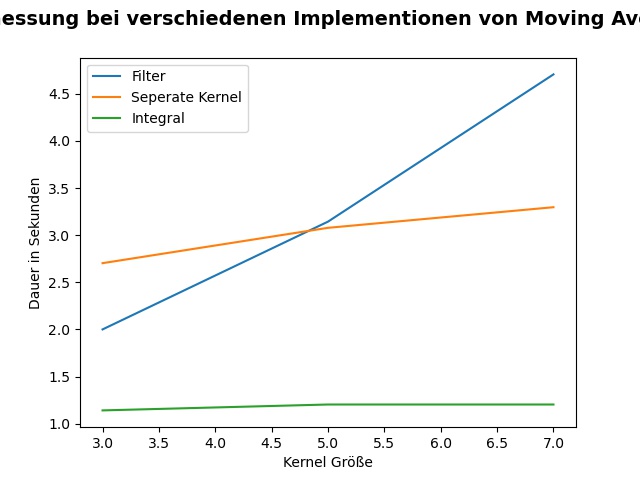 bei verschiedenen Implementionen von Moving
Filter
Seperate Kernel
Integral
4.5
4.0
3.5
3.0
2.5
2.0
1.5
1.0
Dauer in Sekunden
3.0 3.5 4.0 4.5 5.0 5.5 6.0 6.5 7.0
Kernel Größe